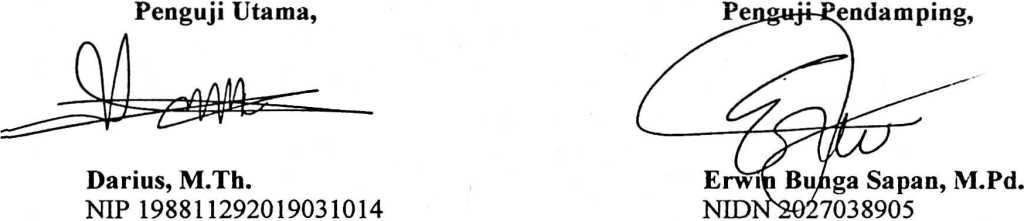 Penguji Utama,
Darius, M.Th.
NIP 198811292019031014
Penguji Pendamping,
Erwin Bunga Sapan, M.Pd.
NIDN 2027038905